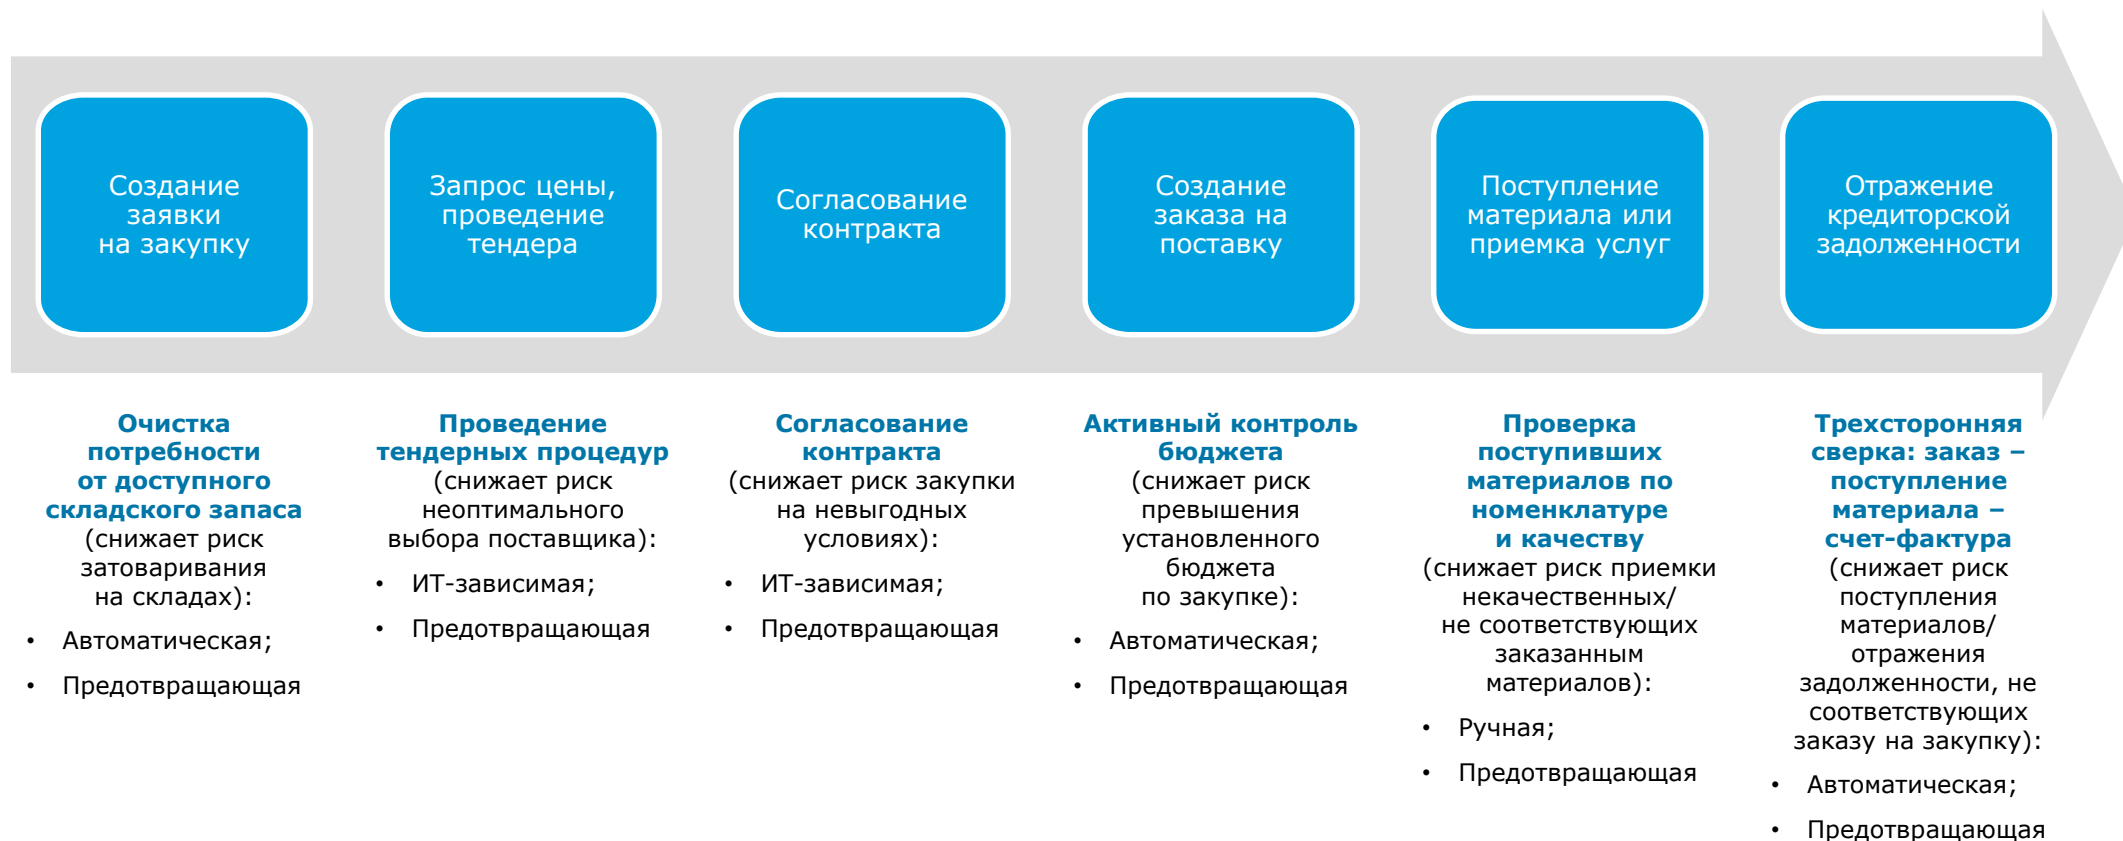 Создание
заявки
на закупку
Запрос цены,
проведение
тендера
Согласование
контракта
Создание
заказа на
поставку
Поступление
материала или
приемка услуг
Отражение
кредиторской
задолженности
Очистка
потребности
от доступного
складского запаса
(снижает риск
затоваривания
на складах):
• Автоматическая;
• Предотвращающая
Проведение
тендерных процедур
(снижает риск
неоптимального
выбора поставщика):
• ИТ-зависимая;
• Предотвращающая
Согласование
контракта
(снижает риск закупки
на невыгодных
условиях):
• ИТ-зависимая;
• Предотвращающая
Активный контроль
бюджета
(снижает риск
превышения
установленного
бюджета
по закупке):
• Автоматическая;
• Предотвращающая
Проверка
поступивших
материалов по
номенклатуре
и качеству
(снижает риск приемки
некачественных/
не соответствующих
заказанным
материалов):
• Ручная;
• Предотвращающая
Трехсторонняя
сверка: заказ –
поступление
материала –
счет-фактура
(снижает риск
поступления
материалов/
отражения
задолженности, не
соответствующих
заказу на закупку):
• Автоматическая;
• Предотвращающая